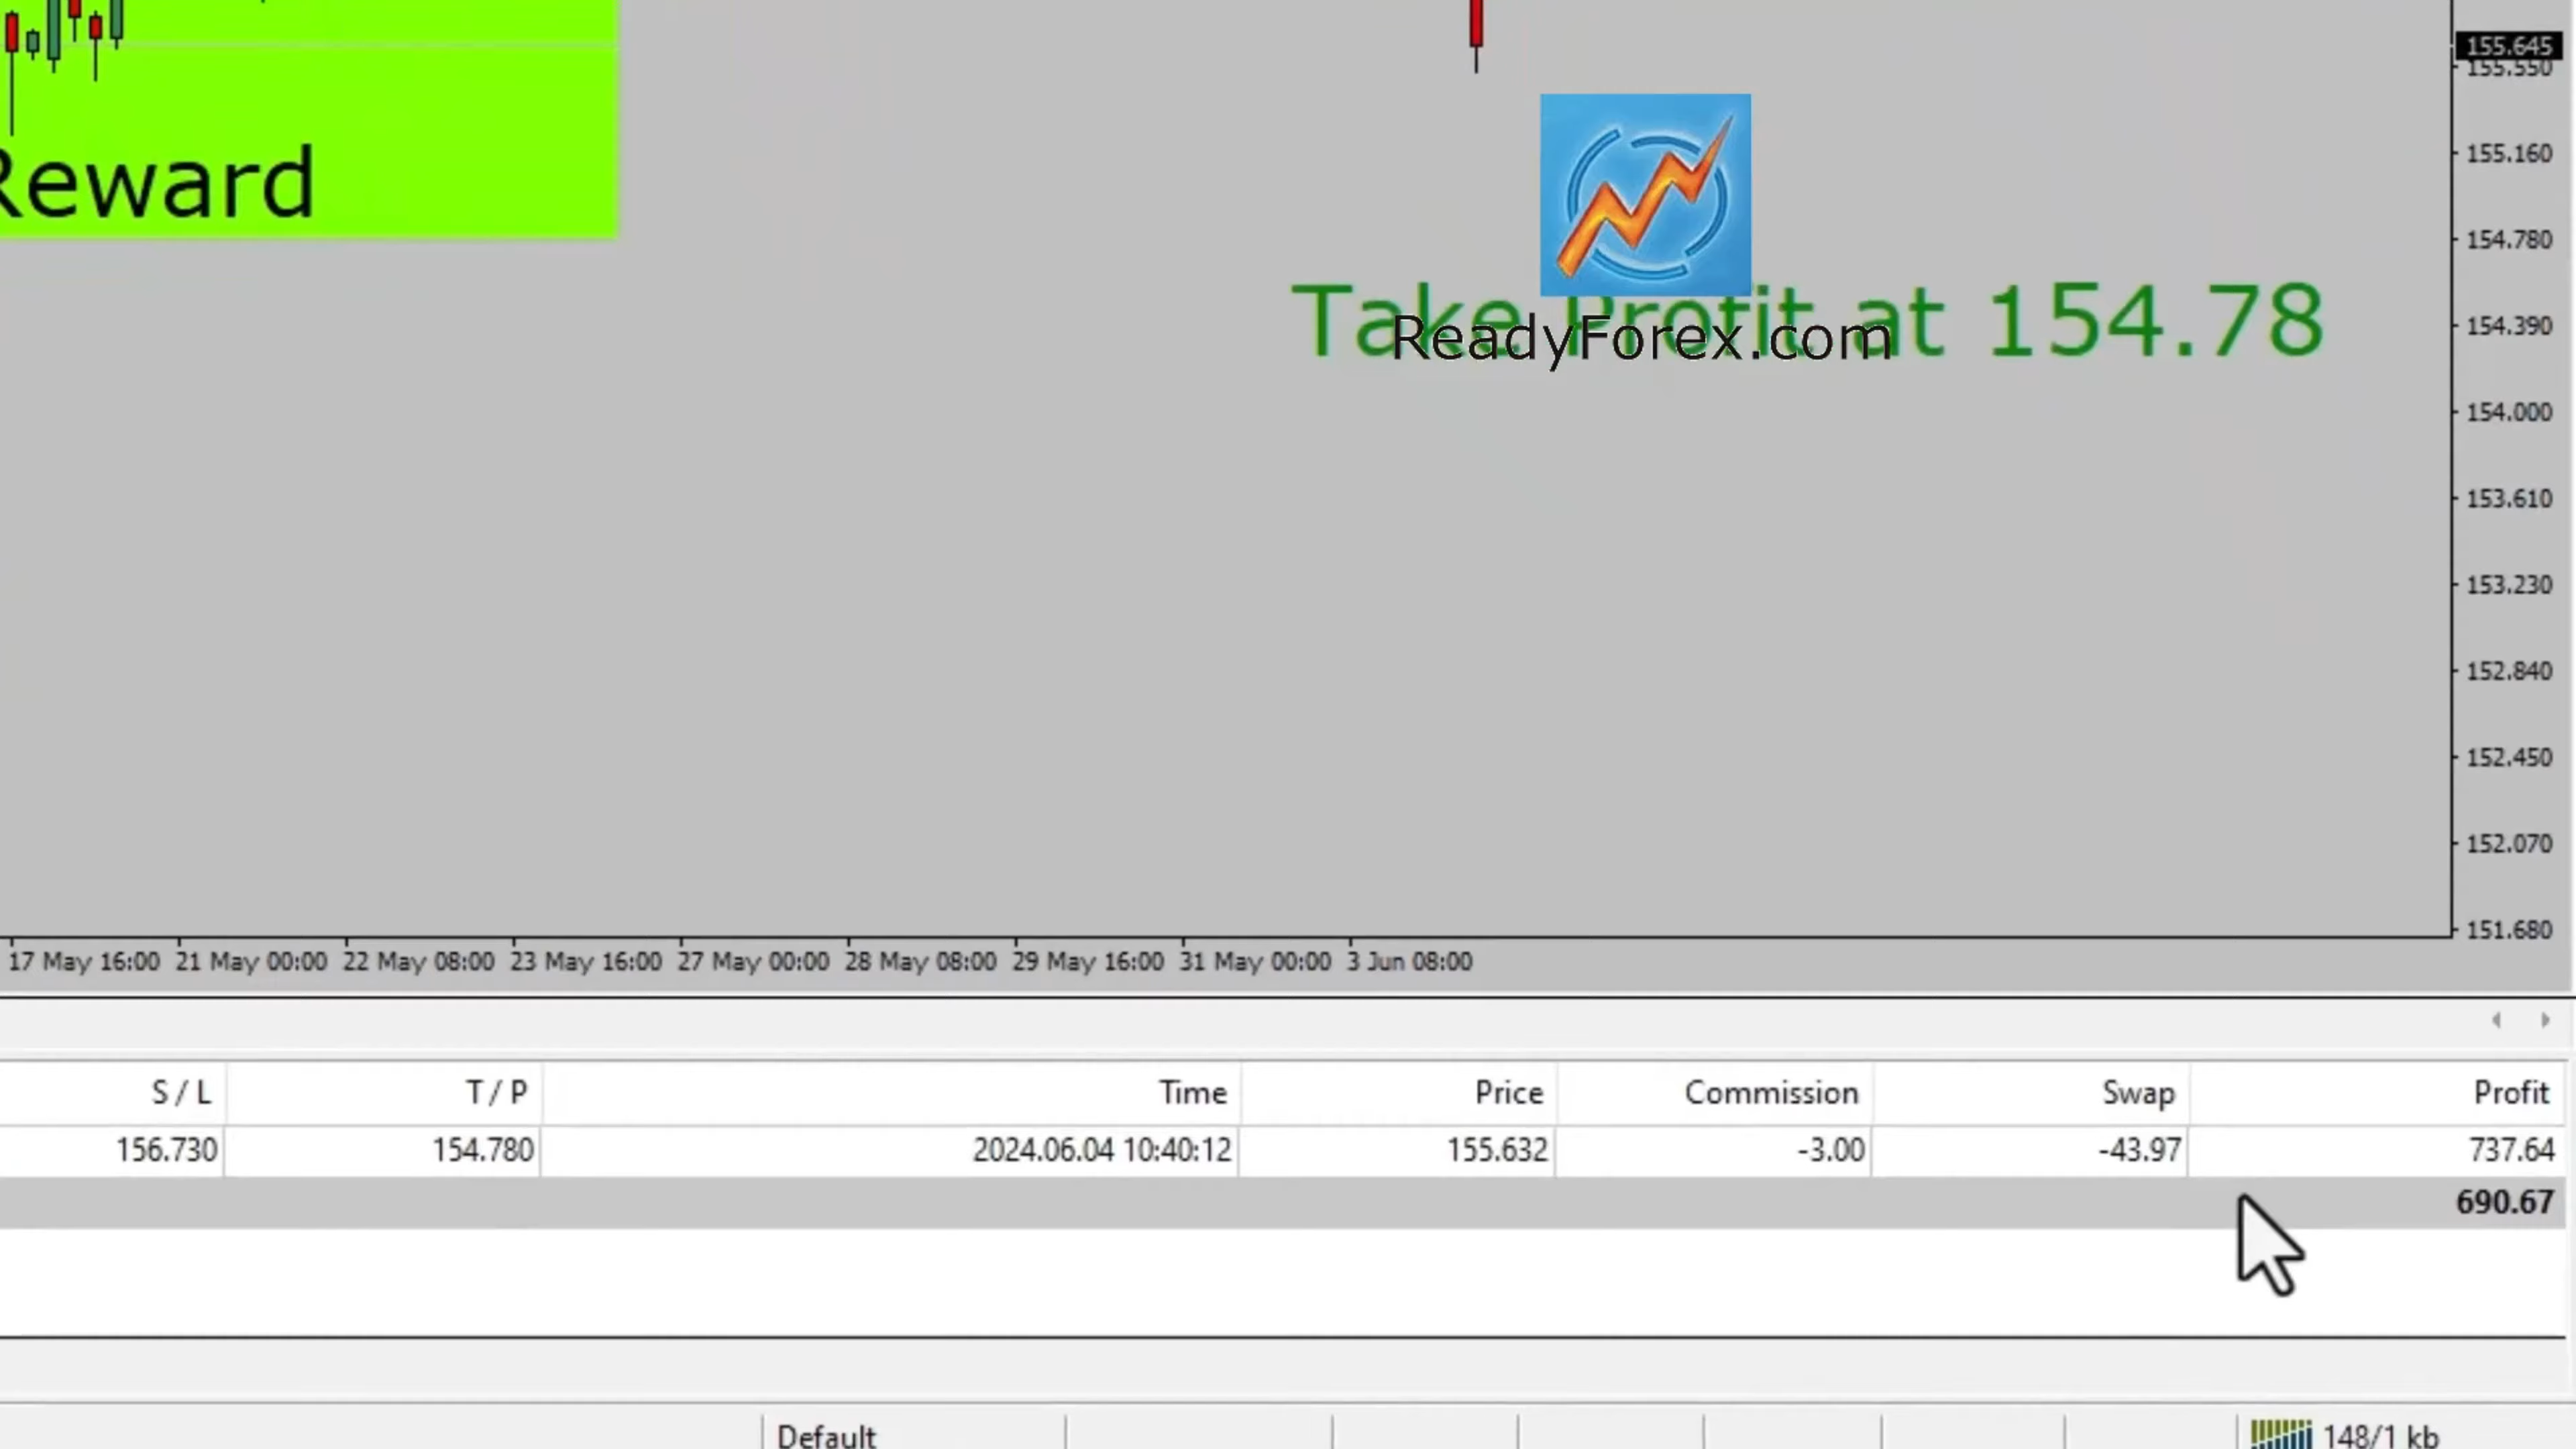 155.645
155.550
155.160
Reward
154.780
Take Profit at 154.78
ReadyForex.com
154.390
154.000
153.610
153.230
152.840
152.450
152.070
151.680
17 May 16:00 21 May 00:00 22 May 08:00 23 May 16:00 27 May 00:00 28 May 08:00 29 May 16:00 31 May 00:00 3 Jun 08:00
S / L T / P Time Price Commission Swap Profit
156.730 154.780 2024.06.04 10:40:12 155.632 -3.00 -43.97 737.64
690.67
Default 148/1 kb